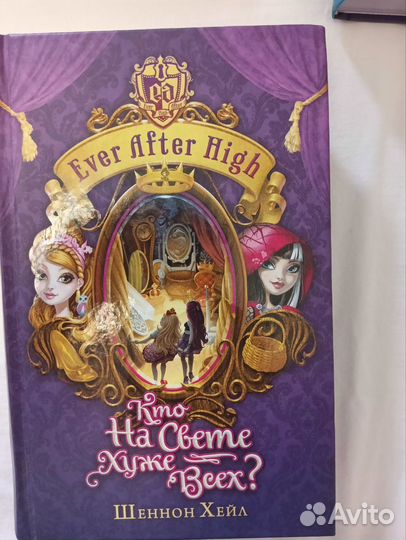 Ever After High
Кто
На Свете
Хуже
Всех?
Шеннон Хейл
Avito